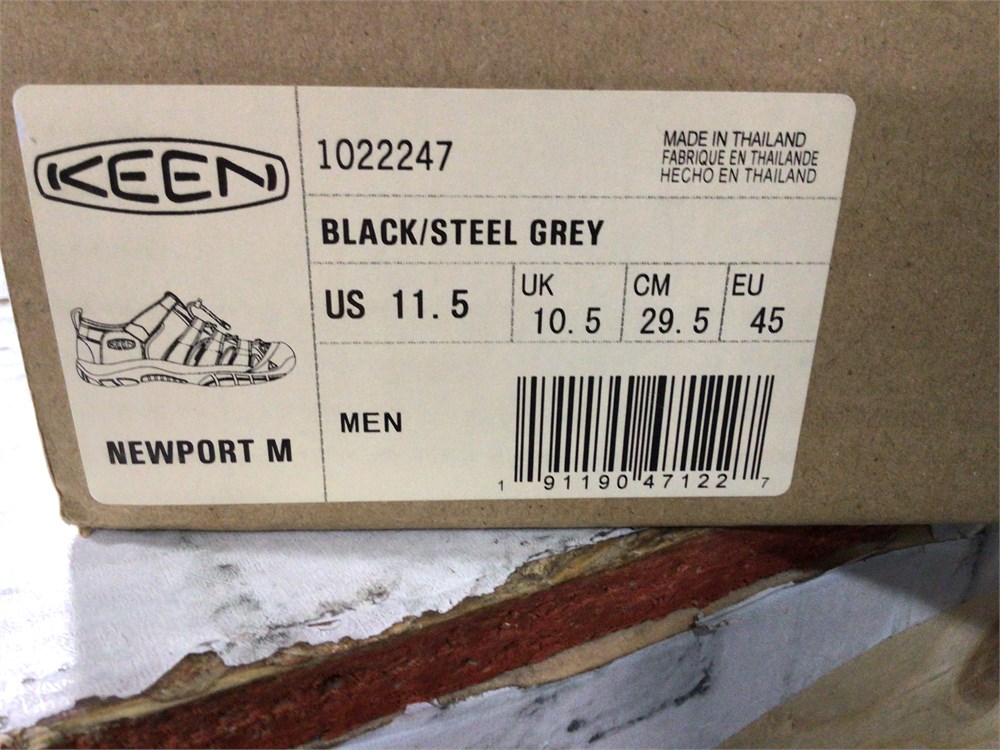 KEEN
1022247
MADE IN THAILAND
FABRIQUE EN THAILANDE
HECHO EN THAILAND
BLACK/STEEL GREY
US 11.5
UK 10.5
CM 29.5
EU 45
KEEN
NEWPORT M
MEN
1 91190 47122 7